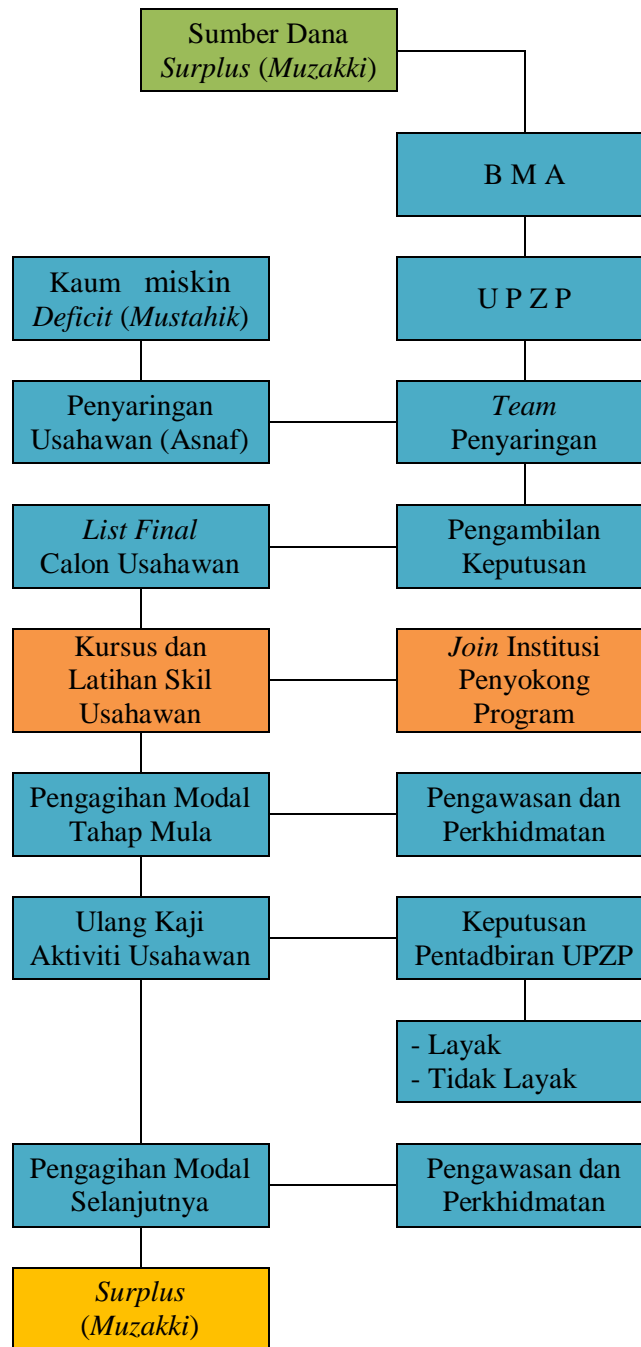 Sumber Dana
Surplus (Muzakki)
B M A
Kaum miskin
Deficit (Mustahik)
U P Z P
Penyaringan
Usahawan (Asnaf)
Team
Penyaringan
List Final
Calon Usahawan
Pengambilan
Keputusan
Kursus dan
Latihan Skil
Usahawan
Join Institusi
Penyokong
Program
Pengagihan Modal
Tahap Mula
Pengawasan dan
Perkhidmatan
Ulang Kaji
Aktiviti Usahawan
Keputusan
Pentadbiran UPZP
- Layak
- Tidak Layak
Pengagihan Modal
Selanjutnya
Pengawasan dan
Perkhidmatan
Surplus
(Muzakki)